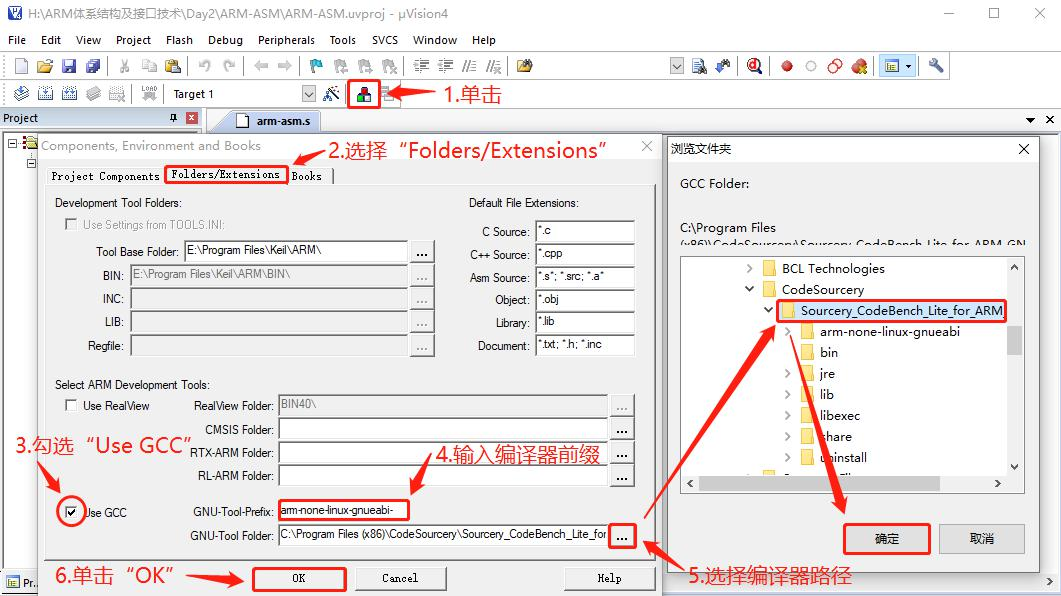 H:\ARM体系结构及接口技术\Day2\ARM-ASM\ARM-ASM.uvproj - µVision4
File Edit View Project Flash Debug Peripherals Tools SVCS Window Help
LOAD Target 1 1.单击
Project arm-asm.s
Components, Environment and Books
2.选择“Folders/Extensions”
Project Components Folders/Extensions Books
Development Tool Folders: Default File Extensions:
Use Settings from TOOLS.INI:
C Source: *.c
Tool Base Folder: E:\Program Files\Keil\ARM\ ...
C++ Source: *.cpp
BIN: E:\Program Files\Keil\ARM\BIN\ ...
Asm Source: *.s*; *.src; *.a*
INC: ...
Object: *.obj
LIB: ...
Library: *.lib
Regfile: ...
Document: *.txt; *.h; *.inc
Select ARM Development Tools:
Use RealView RealView Folder: BIN40\ ...
CMSIS Folder: ...
3.勾选“Use GCC”
RTX-ARM Folder: ...
4.输入编译器前缀
RL-ARM Folder: ...
Use GCC GNU-Tool-Prefix: arm-none-linux-gnueabi-
GNU-Tool Folder: C:\Program Files (x86)\CodeSourcery\Sourcery_CodeBench_Lite_for ...
6.单击“OK”
OK Cancel Help
5.选择编译器路径
Pr...
浏览文件夹
GCC Folder:
C:\Program Files
(x86)\CodeSourcery\Sourcery_CodeBench_Lite_for_ARM_GN
BCL Technologies
CodeSourcery
Sourcery_CodeBench_Lite_for_ARM_
arm-none-linux-gnueabi
bin
jre
lib
libexec
share
uninstall
确定 取消